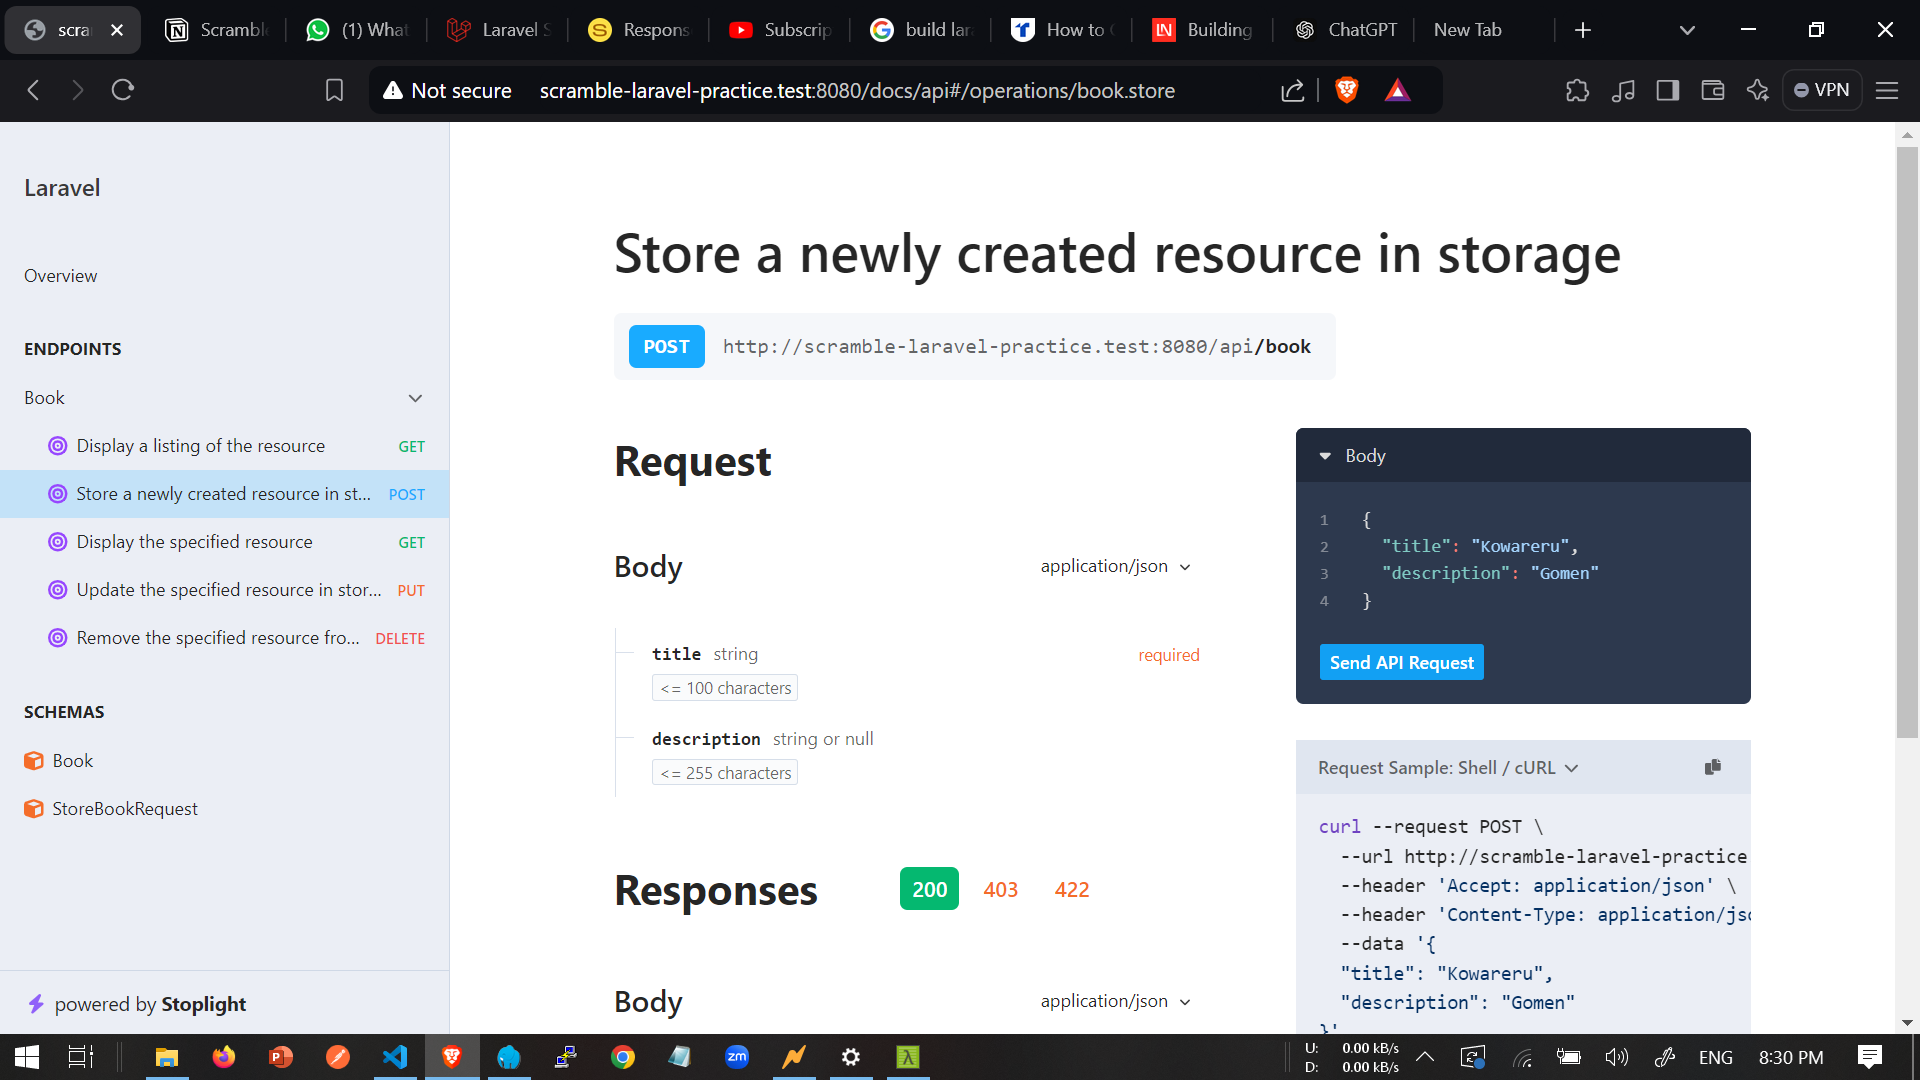 scra
Scramble
(1) What
Laravel S
Respons
Subscrip
build lar
How to C
Building
ChatGPT
New Tab
Not secure
scramble-laravel-practice.test:8080/docs/api#/operations/book.store
VPN
Laravel
Overview
ENDPOINTS
Book
Display a listing of the resource GET
Store a newly created resource in st... POST
Display the specified resource GET
Update the specified resource in stor... PUT
Remove the specified resource fro... DELETE
SCHEMAS
Book
StoreBookRequest
powered by Stoplight
Store a newly created resource in storage
POST http://scramble-laravel-practice.test:8080/api/book
Request
Body application/json
title string required
<= 100 characters
description string or null
<= 255 characters
Responses 200 403 422
Body application/json
Body
1 {
2 "title": "Kowareru",
3 "description": "Gomen"
4 }
Send API Request
Request Sample: Shell / cURL
curl --request POST \
--url http://scramble-laravel-practice
--header 'Accept: application/json' \
--header 'Content-Type: application/jso
--data '{
"title": "Kowareru",
"description": "Gomen"
}'
zm
U: 0.00 kB/s
D: 0.00 kB/s
ENG
8:30 PM